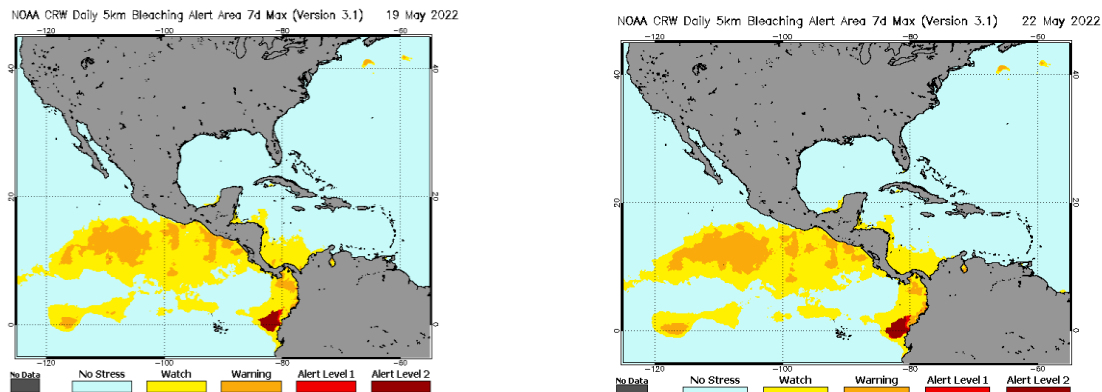 NOAA CRW Daily 5km Bleaching Alert Area 7d Max (Version 3.1) 19 May 2022
-120 -100 -80 -60
40 40
20 20
0 0
-120 -100 -80 -60
No Data No Stress Watch Warning Alert Level 1 Alert Level 2
NOAA CRW Daily 5km Bleaching Alert Area 7d Max (Version 3.1) 22 May 2022
-120 -100 -80 -60
40 40
20 20
0 0
-120 -100 -80 -60
No Data No Stress Watch Warning Alert Level 1 Alert Level 2